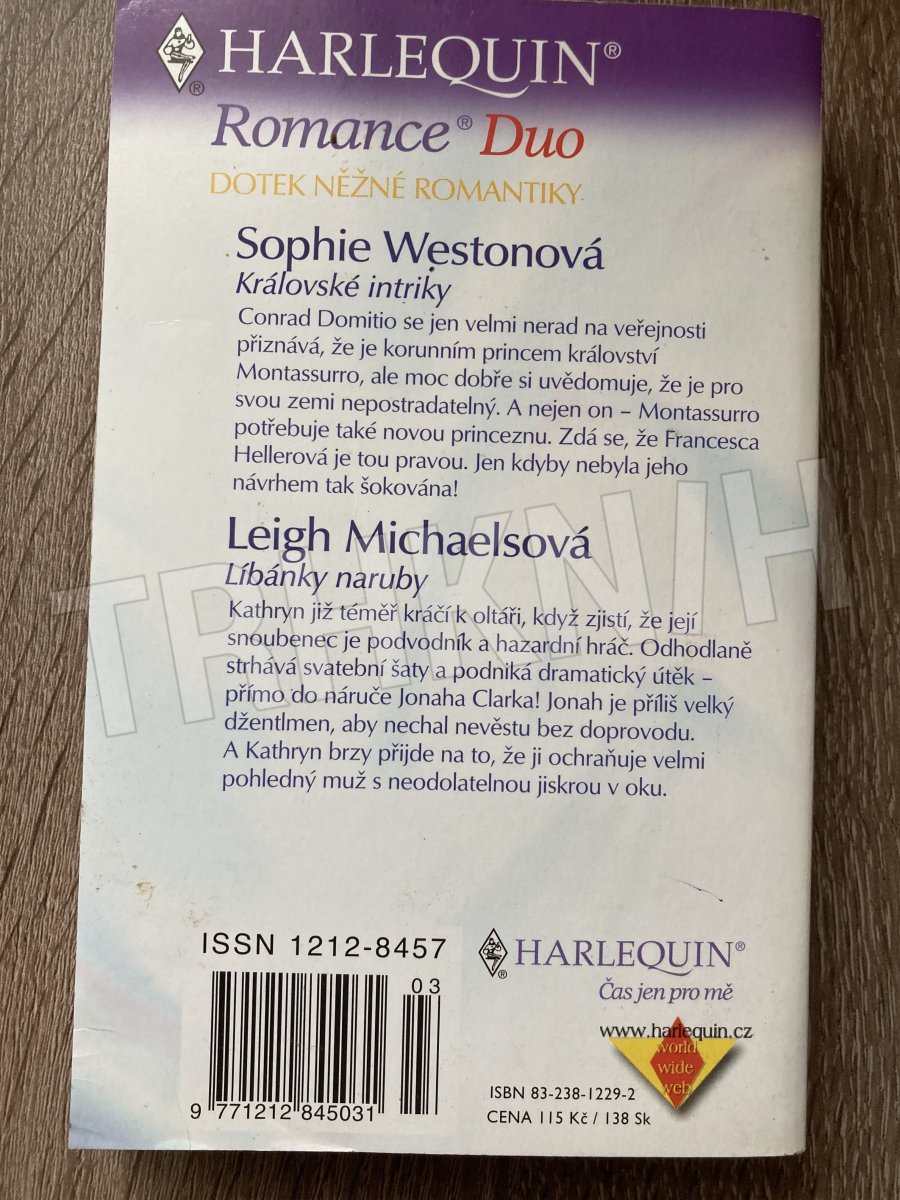 HARLEQUIN®
®
Romance® Duo
DOTEK NĚŽNÉ ROMANTIKY
Sophie Westonová
Královské intriky
Conrad Domitio se jen velmi nerad na veřejnosti
přiznává, že je korunním princem království
Montassurro, ale moc dobře si uvědomuje, že je pro
svou zemi nepostradatelný. A nejen on – Montassurro
potřebuje také novou princeznu. Zdá se, že Francesca
Hellerová je tou pravou. Jen kdyby nebyla jeho
návrhem tak šokována!
Leigh Michaelsová
Líbánky naruby
Kathryn již téměř kráčí k oltáři, když zjistí, že její
snoubenec je podvodník a hazardní hráč. Odhodlaně
strhává svatební šaty a podniká dramatický útěk –
přímo do náruče Jonaha Clarka! Jonah je příliš velký
džentlmen, aby nechal nevěstu bez doprovodu.
A Kathryn brzy přijde na to, že ji ochraňuje velmi
pohledný muž s neodolatelnou jiskrou v oku.
TRHKNIH
ISSN 1212-8457
03
9 771212 845031
HARLEQUIN®
®
Čas jen pro mě
www.harlequin.cz
world
wide
web
ISBN 83-238-1229-2
CENA 115 Kč / 138 Sk